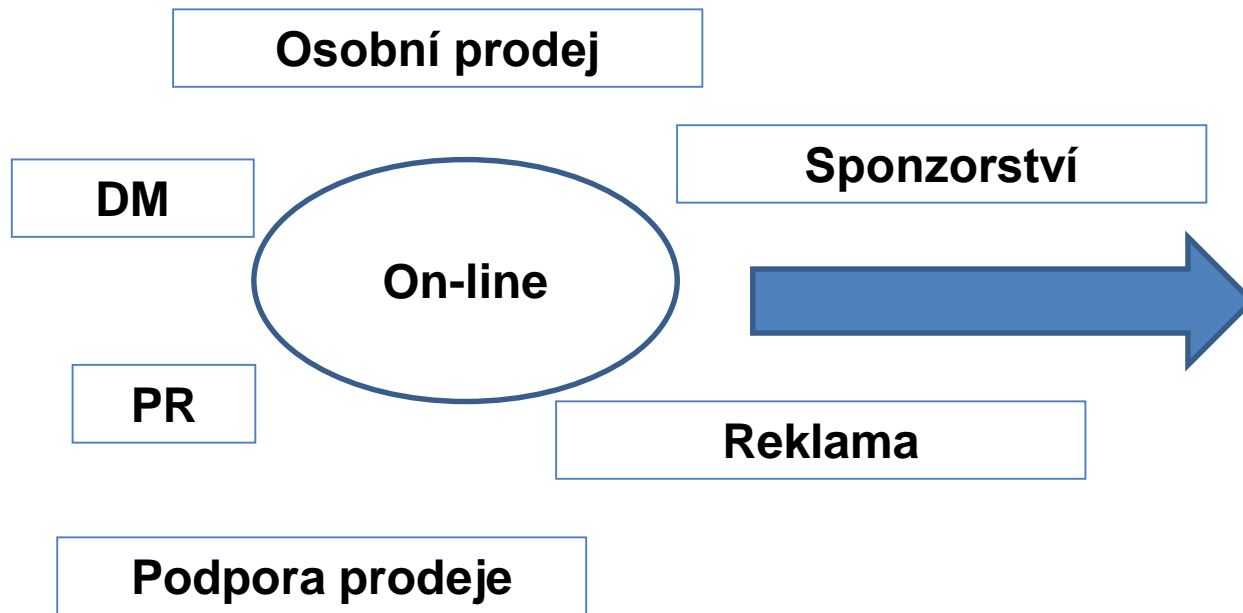 Osobní prodej
Sponzorství
DM
On-line
PR
Reklama
Podpora prodeje